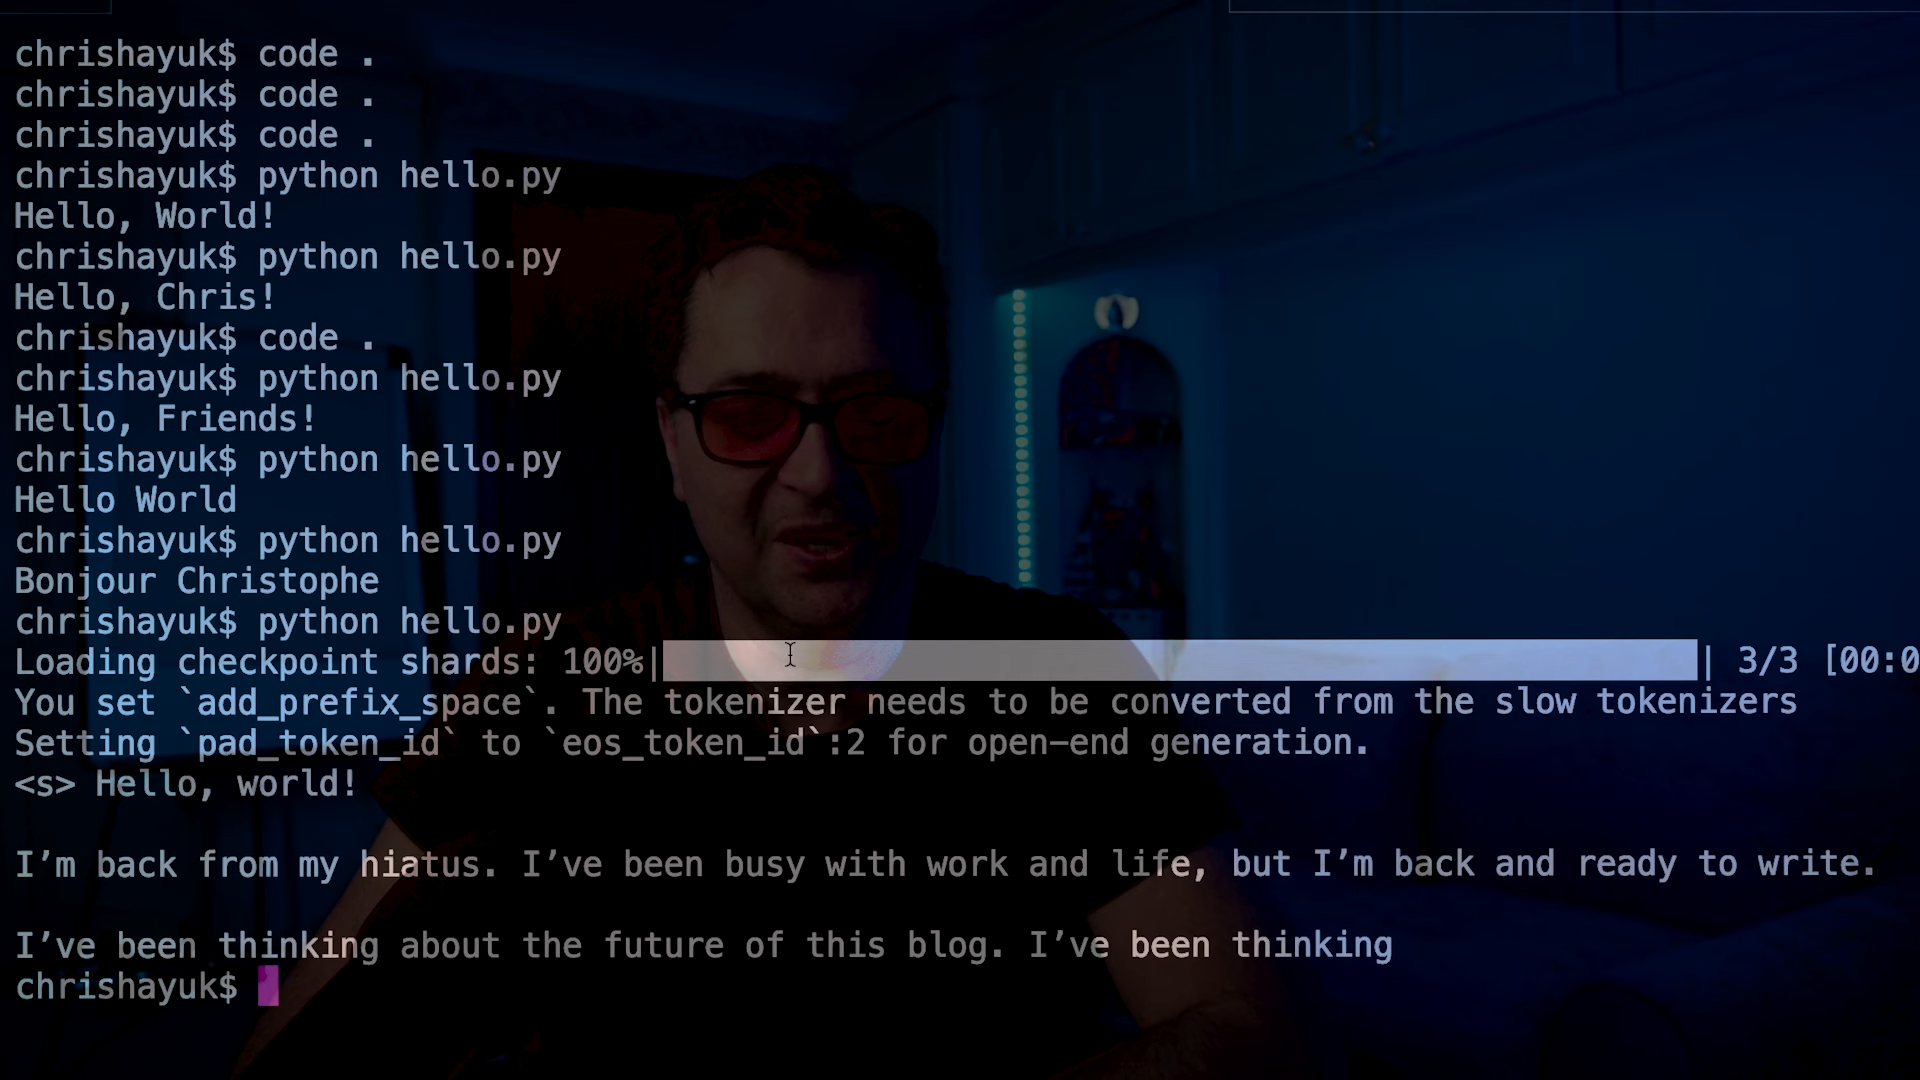 chrishayuk$ code .
chrishayuk$ code .
chrishayuk$ code .
chrishayuk$ python hello.py
Hello, World!
chrishayuk$ python hello.py
Hello, Chris!
chrishayuk$ code .
chrishayuk$ python hello.py
Hello, Friends!
chrishayuk$ python hello.py
Hello World
chrishayuk$ python hello.py
Bonjour Christophe
chrishayuk$ python hello.py
Loading checkpoint shards: 100%| | 3/3 [00:0
You set `add_prefix_space`. The tokenizer needs to be converted from the slow tokenizers
Setting `pad_token_id` to `eos_token_id`:2 for open-end generation.
<s> Hello, world!
I’m back from my hiatus. I’ve been busy with work and life, but I’m back and ready to write.
I’ve been thinking about the future of this blog. I’ve been thinking
chrishayuk$